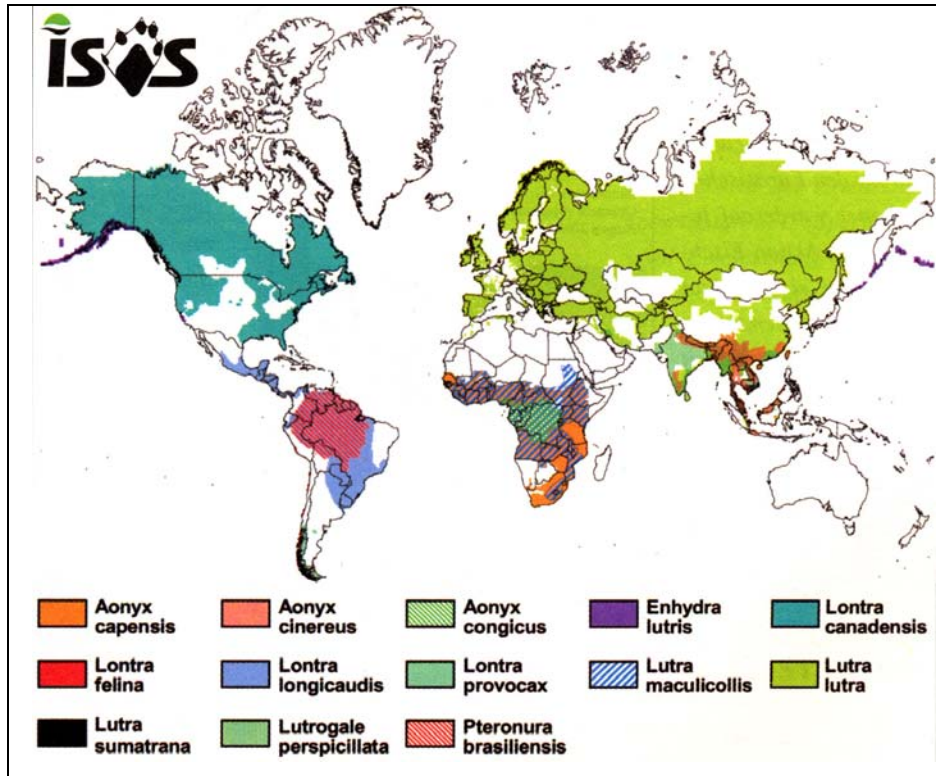 isos
Aonyx
capensis
Aonyx
cinereus
Aonyx
congicus
Enhydra
lutris
Lontra
canadensis
Lontra
felina
Lontra
longicaudis
Lontra
provocax
Lutra
maculicollis
Lutra
lutra
Lutra
sumatrana
Lutrogale
perspicillata
Pteronura
brasiliensis